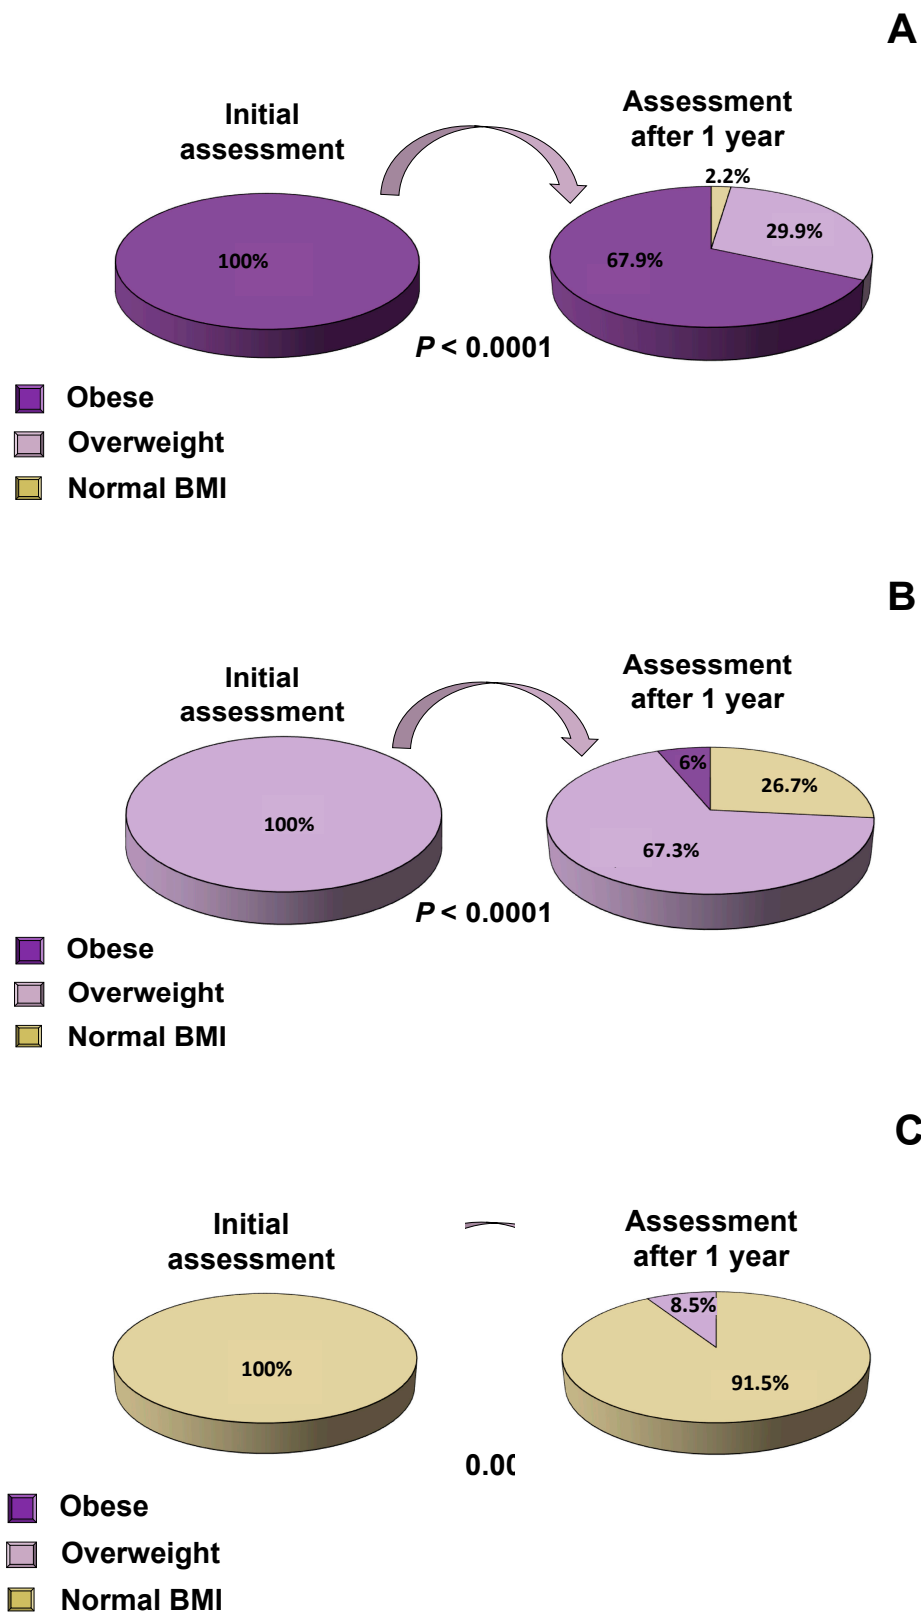 A
Initial
assessment
Assessment
after 1 year
100%
2.2%
29.9%
67.9%
P < 0.0001
Obese
Overweight
Normal BMI
B
Initial
assessment
Assessment
after 1 year
100%
6%
26.7%
67.3%
P < 0.0001
Obese
Overweight
Normal BMI
C
Initial
assessment
Assessment
after 1 year
100%
8.5%
91.5%
Obese
Overweight
Normal BMI